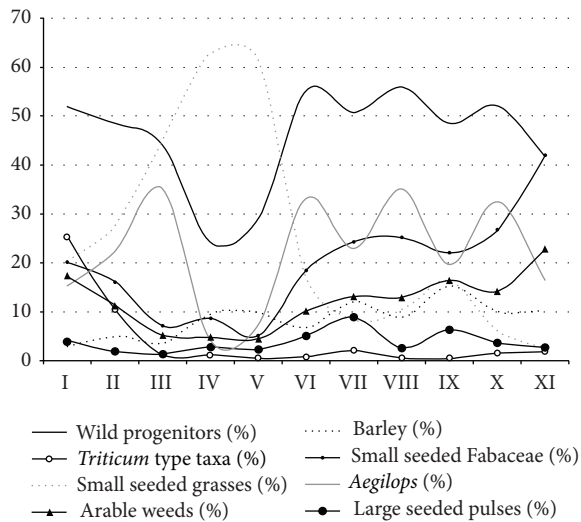 70
60
50
40
30
20
10
0
I II III IV V VI VII VIII IX X XI
Wild progenitors (%)
Triticum type taxa (%)
Small seeded grasses (%)
Arable weeds (%)
Barley (%)
Small seeded Fabaceae (%)
Aegilops (%)
Large seeded pulses (%)